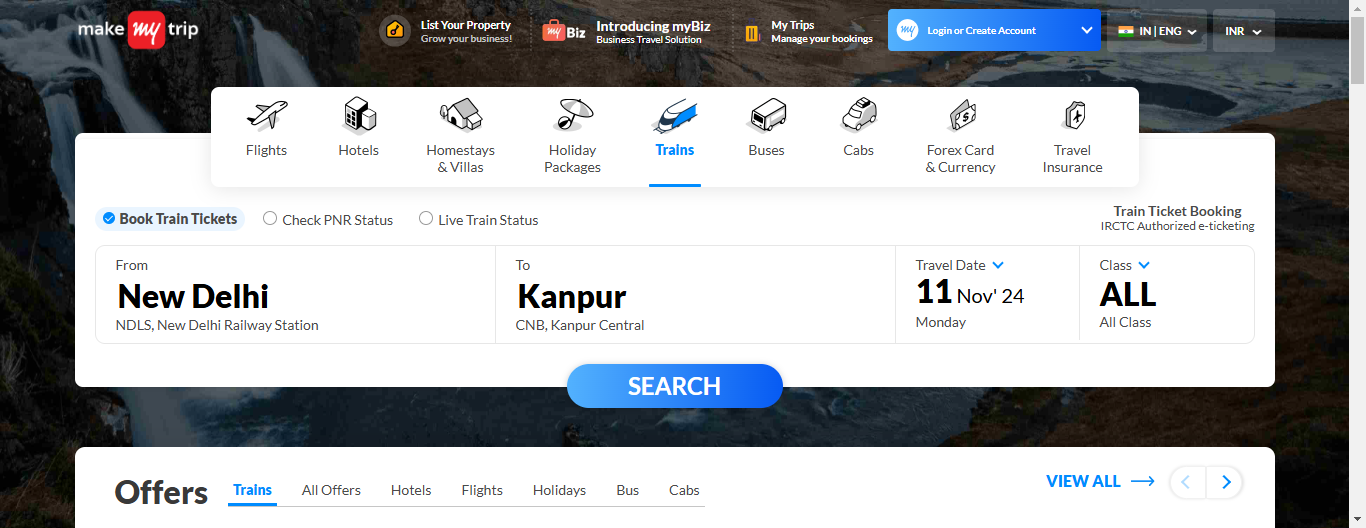 make my trip
List Your Property
Grow your business!
my Biz
Introducing myBiz
Business Travel Solution
My Trips
Manage your bookings
my Login or Create Account
IN | ENG
INR
Flights
Hotels
Homestays
& Villas
Holiday
Packages
Trains
Buses
Cabs
Forex Card
& Currency
Travel
Insurance
Book Train Tickets
Check PNR Status
Live Train Status
Train Ticket Booking
IRCTC Authorized e-ticketing
From
New Delhi
NDLS, New Delhi Railway Station
To
Kanpur
CNB, Kanpur Central
Travel Date
11 Nov' 24
Monday
Class
ALL
All Class
SEARCH
Offers
Trains
All Offers
Hotels
Flights
Holidays
Bus
Cabs
VIEW ALL